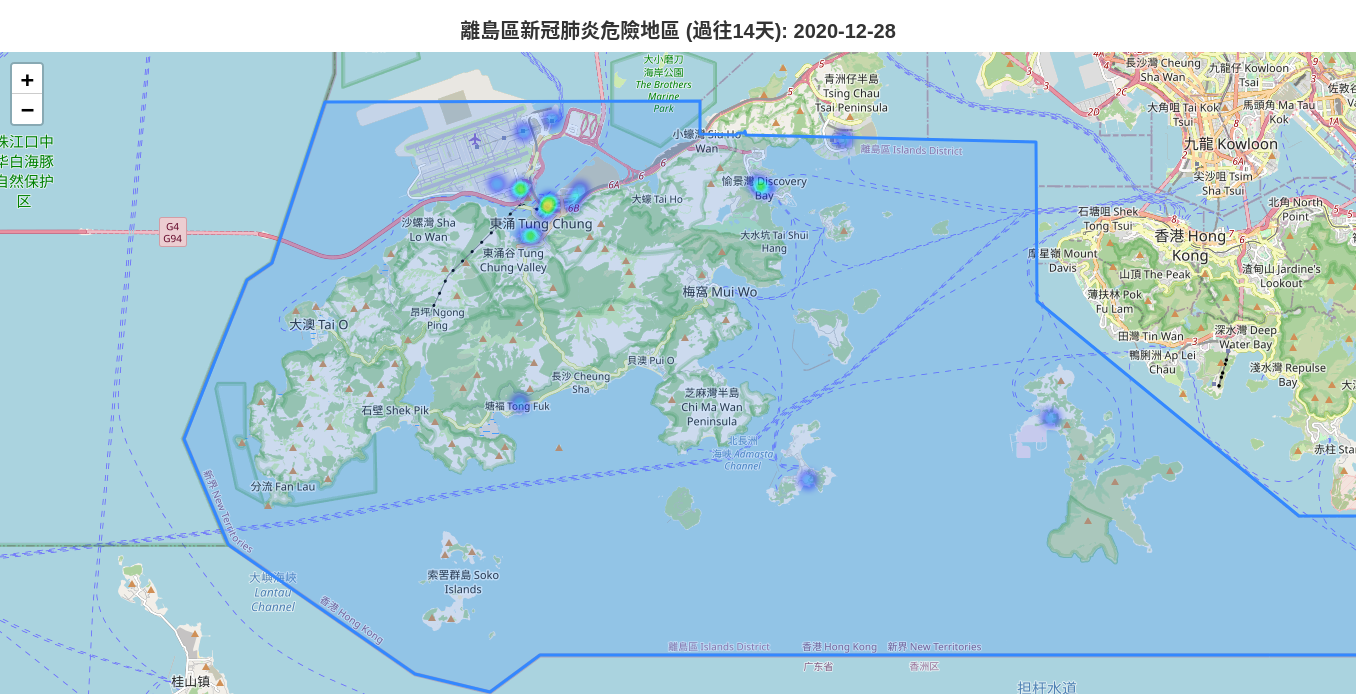 離島區新冠肺炎危險地區 (過往14天): 2020-12-28
+
−
珠江口中
华白海豚
自然保护
区
G4
G94
大小磨刀
海岸公園
The Brothers
Marine
Park
青洲仔半島
Tsing Chau
Tsai Peninsula
5
5
5
3
長沙灣 Cheung
Sha Wan
九龍仔 Kowloon
Tsai
大角咀 Tai Kok
Tsui
馬頭角 Ma Tau
Kok
2D
2
1A
九龍 Kowloon
尖沙咀 Tsim
Sha Tsui
小蠔灣 Siu Ho
Wan
離島區 Islands District
6
6
6A
6B
愉景灣 Discovery
Bay
大蠔 Tai Ho
沙螺灣 Sha
Lo Wan
東涌 Tung Chung
東涌谷 Tung
Chung Valley
大水坑 Tai Shui
Hang
石塘咀 Shek
Tong Tsui
北角 North
Point
香港 Hong
Kong
摩星嶺 Mount
Davis
山頂 The Peak
渣甸山 Jardine's
Lookout
薄扶林 Pok
Fu Lam
梅窩 Mui Wo
昂坪 Ngong
Ping
大澳 Tai O
田灣 Tin Wan
3
深水灣 Deep
Water Bay
鴨脷洲 Ap Lei
Chau
淺水灣 Repulse
Bay
貝澳 Pui O
長沙 Cheung
Sha
芝麻灣半島
Chi Ma Wan
Peninsula
塘福 Tong Fuk
石壁 Shek Pik
北長洲
海峽 Adamasta
Channel
赤柱 Sta
分流 Fan Lau
新界 New Territories
大嶼海峽
Lantau
Channel
索罟群島 Soko
Islands
香港 Hong Kong
離島區 Islands District
香港 Hong Kong
新界 New Territories
广东省
香洲区
桂山镇
担杆水道